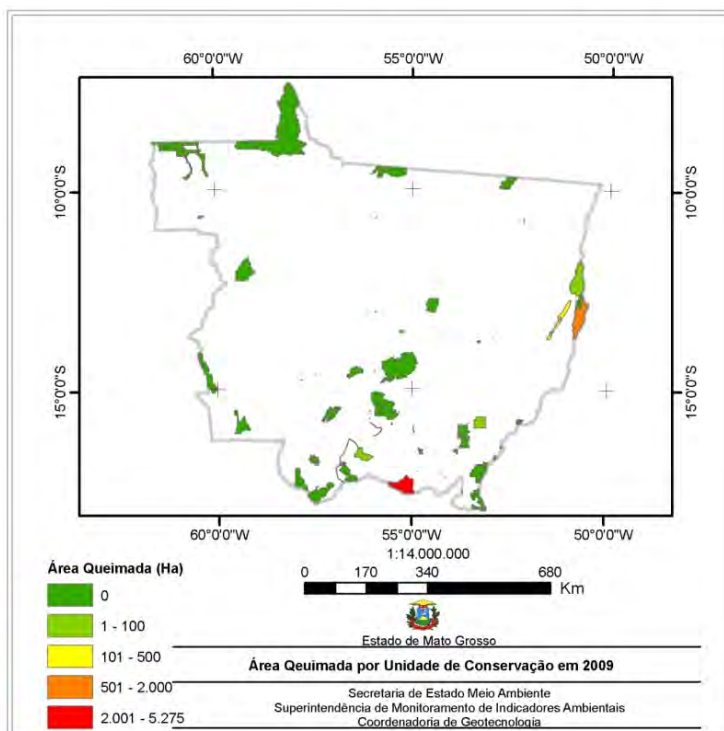 60°0'0"W 55°0'0"W 50°0'0"W
10°0'0"S 10°0'0"S
15°0'0"S 15°0'0"S
60°0'0"W 55°0'0"W 50°0'0"W
1:14.000.000
0 170 340 680
Km
Área Queimada (Ha)
0
1 - 100
101 - 500
501 - 2.000
2.001 - 5.275
Estado de Mato Grosso
Área Queimada por Unidade de Conservação em 2009
Secretaria de Estado Meio Ambiente
Superintendência de Monitoramento de Indicadores Ambientais
Coordenadoria de Geotecnologia